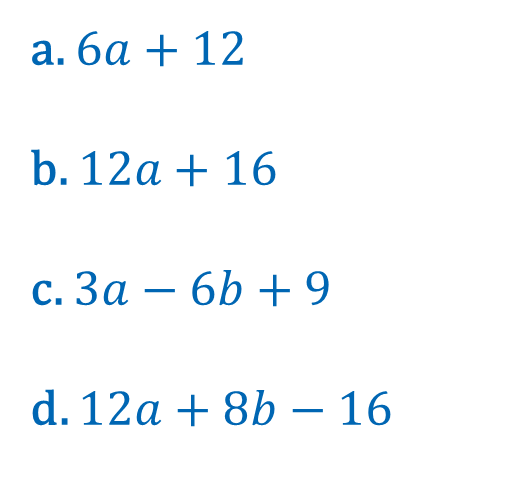 a. 6a + 12
b. 12a + 16
c. 3a − 6b + 9
d. 12a + 8b − 16